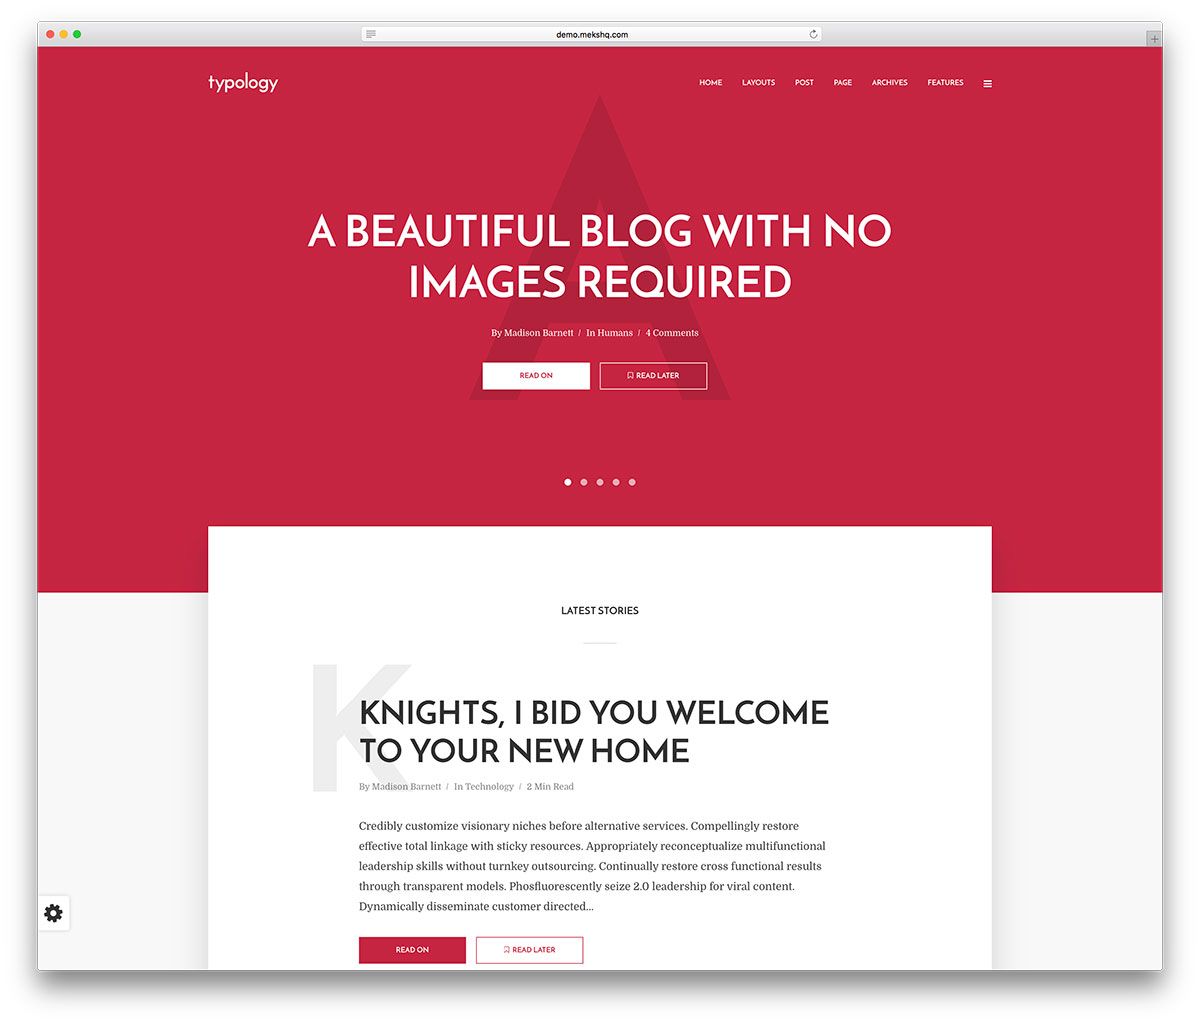 demo.mekshq.com
typology
HOME LAYOUTS POST PAGE ARCHIVES FEATURES
A
A BEAUTIFUL BLOG WITH NO
IMAGES REQUIRED
By Madison Barnett / In Humans / 4 Comments
READ ON READ LATER
LATEST STORIES
K
KNIGHTS, I BID YOU WELCOME
TO YOUR NEW HOME
By Madison Barnett / In Technology / 2 Min Read
Credibly customize visionary niches before alternative services. Compellingly restore
effective total linkage with sticky resources. Appropriately reconceptualize multifunctional
leadership skills without turnkey outsourcing. Continually restore cross functional results
through transparent models. Phosfluorescently seize 2.0 leadership for viral content.
Dynamically disseminate customer directed...
READ ON READ LATER